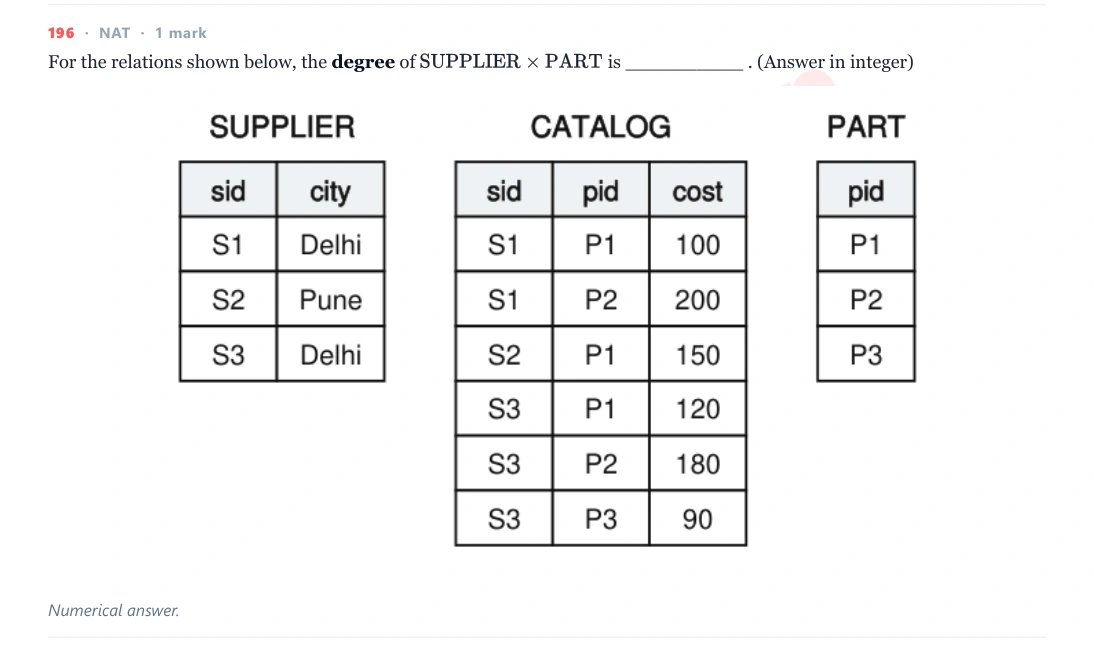 196 · NAT · 1 mark
For the relations shown below, the degree of SUPPLIER × PART is ____________ . (Answer in integer)
SUPPLIER
sid city
S1 Delhi
S2 Pune
S3 Delhi
CATALOG
sid pid cost
S1 P1 100
S1 P2 200
S2 P1 150
S3 P1 120
S3 P2 180
S3 P3 90
PART
pid
P1
P2
P3
Numerical answer.